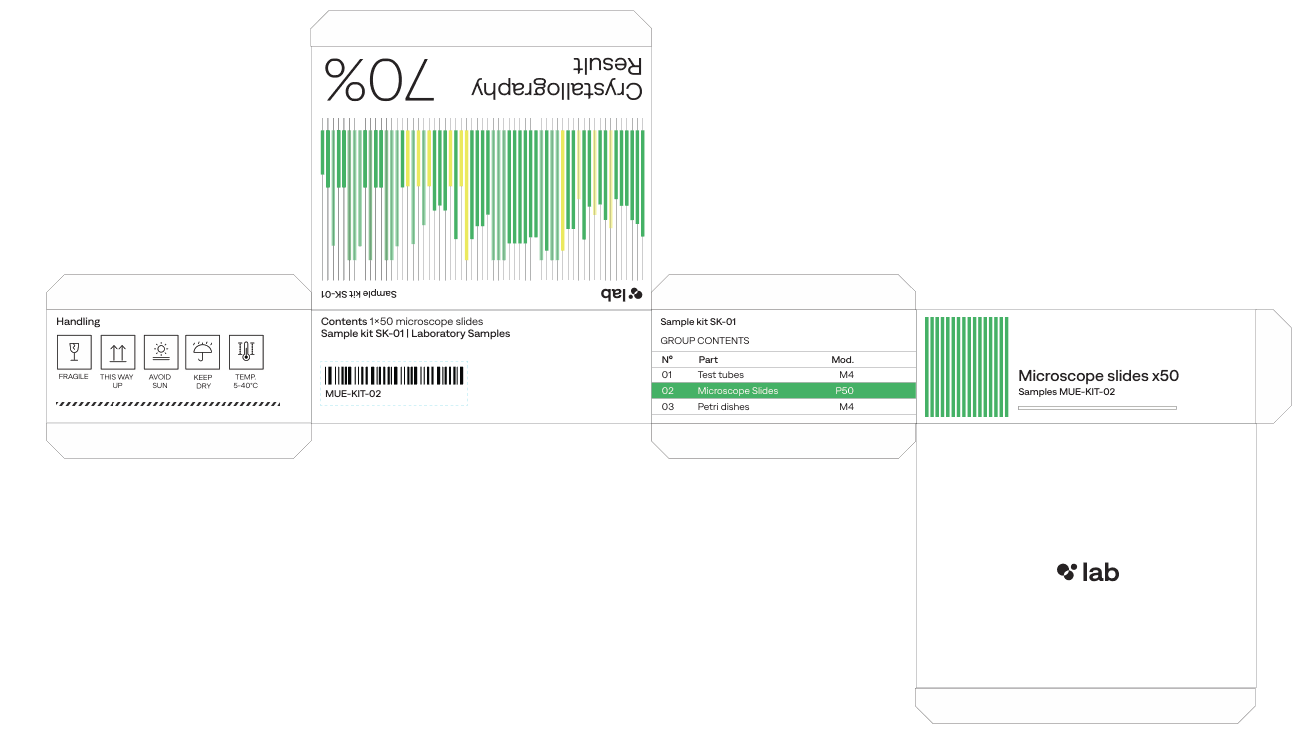 Crystallography
Result
70%
lab
Sample kit SK-01
Handling
FRAGILE
THIS WAY
UP
AVOID
SUN
KEEP
DRY
TEMP.
5-40°C
Contents 1×50 microscope slides
Sample kit SK-01 | Laboratory Samples
MUE-KIT-02
Sample kit SK-01
GROUP CONTENTS
Nº Part Mod.
01 Test tubes M4
02 Microscope Slides P50
03 Petri dishes M4
Microscope slides x50
Samples MUE-KIT-02
lab